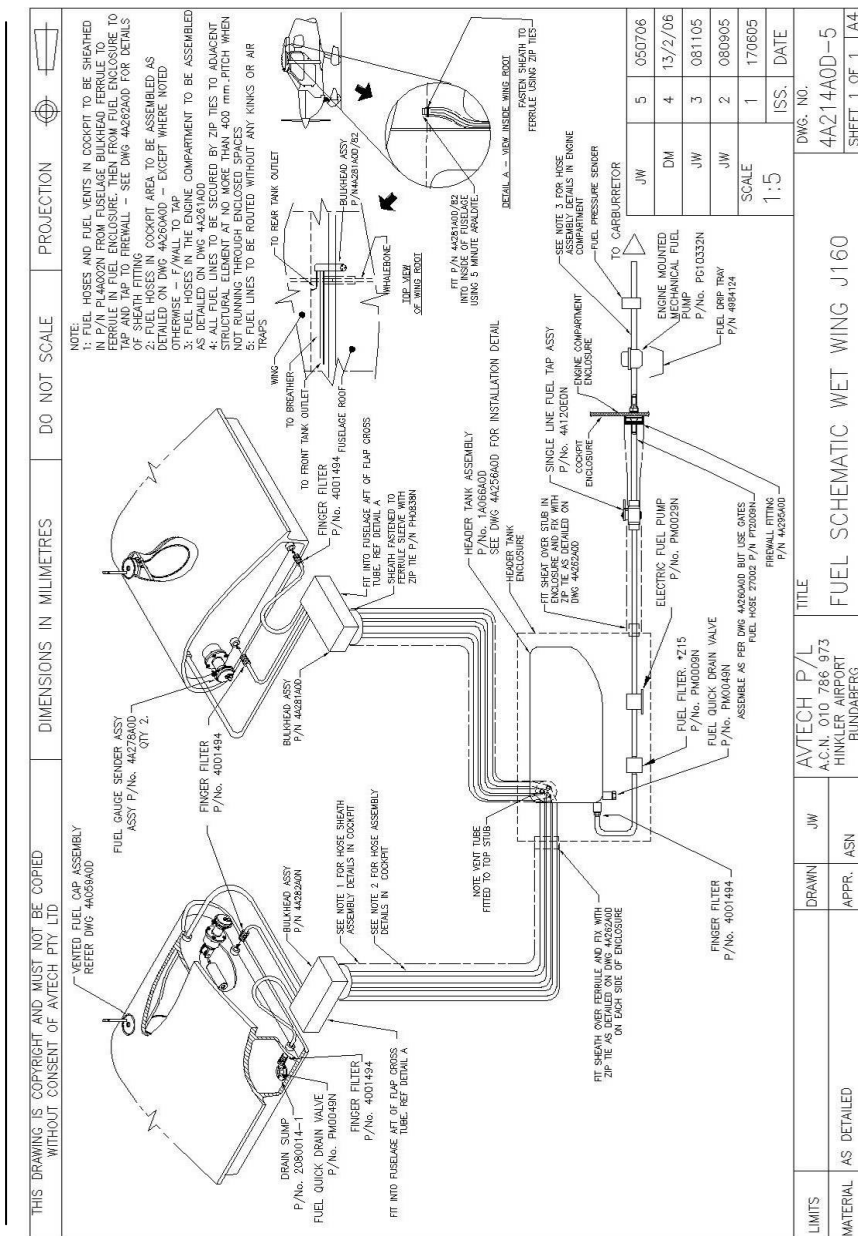 THIS DRAWING IS COPYRIGHT AND MUST NOT BE COPIED
WITHOUT CONSENT OF AVTECH PTY LTD
DIMENSIONS IN MILIMETRES
DO NOT SCALE
PROJECTION
NOTE:
1: FUEL HOSES AND FUEL VENTS IN COCKPIT TO BE SHEATHED
IN P/N PL4A002N FROM FUSELAGE BULKHEAD FERRULE TO
FERRULE IN FUEL ENCLOSURE, THEN FROM FUEL ENCLOSURE TO
TAP AND TAP TO FIREWALL - SEE DWG 4A262A0D FOR DETAILS
OF SHEATH FITTING
2: FUEL HOSES IN COCKPIT AREA TO BE ASSEMBLED AS
DETAILED ON DWG 4A260A0D - EXCEPT WHERE NOTED
OTHERWISE - F/WALL TO TAP
3: FUEL HOSES IN THE ENGINE COMPARTMENT TO BE ASSEMBLED
AS DETAILED ON DWG 4A261A0D
4: ALL FUEL LINES TO BE SECURED BY ZIP TIES TO ADJACENT
STRUCTURAL ELEMENT AT NO MORE THAN 400 mm.PITCH WHEN
NOT RUNNING THROUGH ENCLOSED SPACES
5: FUEL LINES TO BE ROUTED WITHOUT ANY KINKS OR AIR
TRAPS
VENTED FUEL CAP ASSEMBLY
REFER DWG 4A059A0D
FUEL GAUGE SENDER ASSY
ASSY P/No. 4A278A0D
QTY 2.
FINGER FILTER
P/No. 4001494
FINGER FILTER
P/No. 4001494
WING
TO BREATHER
TO FRONT TANK OUTLET
FUSELAGE ROOF
TO REAR TANK OUTLET
BULKHEAD ASSY
P/N4A281A0D/82
WHALEBONE
TOP VIEW
OF WING ROOT
FIT P/N 4A281A0D/82
INTO INSIDE OF FUSELAGE
USING 5 MINUTE ARALDITE.
DETAIL A - VIEW INSIDE WING ROOT
FASTEN SHEATH TO
FERRULE USING ZIP TIES
DRAIN SUMP
P/No. 2080014-1
FUEL QUICK DRAIN VALVE
P/No. PM0049N
FINGER FILTER
P/No. 4001494
FIT INTO FUSELAGE AFT OF FLAP CROSS
TUBE. REF DETAIL A
BULKHEAD ASSY
P/N 4A282A0N
SEE NOTE 1 FOR HOSE SHEATH
ASSEMBLY DETAILS IN COCKPIT
SEE NOTE 2 FOR HOSE ASSEMBLY
DETAILS IN COCKPIT
BULKHEAD ASSY
P/N 4A281A0D
FIT INTO FUSELAGE AFT OF FLAP CROSS
TUBE. REF DETAIL A
SHEATH FASTENED TO
FERRULE SLEEVE WITH
ZIP TIE P/N PH0838N
NOTE VENT TUBE
FITTED TO TOP STUB
FIT SHEATH OVER FERRULE AND FIX WITH
ZIP TIE AS DETAILED ON DWG 4A262A0D
ON EACH SIDE OF ENCLOSURE
HEADER TANK ASSEMBLY
P/No. 1A066A0D
SEE DWG 4A256A0D FOR INSTALLATION DETAIL
HEADER TANK
ENCLOSURE
FIT SHEAT OVER STUB IN
ENCLOSURE AND FIX WITH
ZIP TIE AS DETAILED ON
DWG 4A262A0D
SINGLE LINE FUEL TAP ASSY
P/No. 4A120E0N
COCKPIT
ENCLOSURE
ENGINE COMPARTMENT
ENCLOSURE
SEE NOTE 3 FOR HOSE
ASSEMBLY DETAILS IN ENGINE
COMPARTMENT
FUEL PRESSURE SENDER
TO CARBURRETOR
ENGINE MOUNTED
MECHANICAL FUEL
PUMP
P/No. PG10332N
FUEL DRIP TRAY
P/N 4984124
FINGER FILTER
P/No. 4001494
ELECTRIC FUEL PUMP
P/No. PM0029N
FUEL FILTER. *Z15
P/No. PM0009N
FUEL QUICK DRAIN VALVE
P/No. PM0049N
ASSEMBLE AS PER DWG 4A260A0D BUT USE GATES
FUEL HOSE 27002 P/N PT2009N
FIREWALL FITTING
P/N 4A295A0D
LIMITS
MATERIAL AS DETAILED
DRAWN JW
APPR. ASN
AVTECH P/L
A.C.N. 010 786 973
HINKLER AIRPORT
BUNDABERG
TITLE
FUEL SCHEMATIC WET WING J160
JW 5 050706
DM 4 13/2/06
JW 3 081105
JW 2 080905
SCALE 1 170605
1:5 ISS. DATE
DWG. NO.
4A214A0D-5
SHEET 1 OF 1 A4